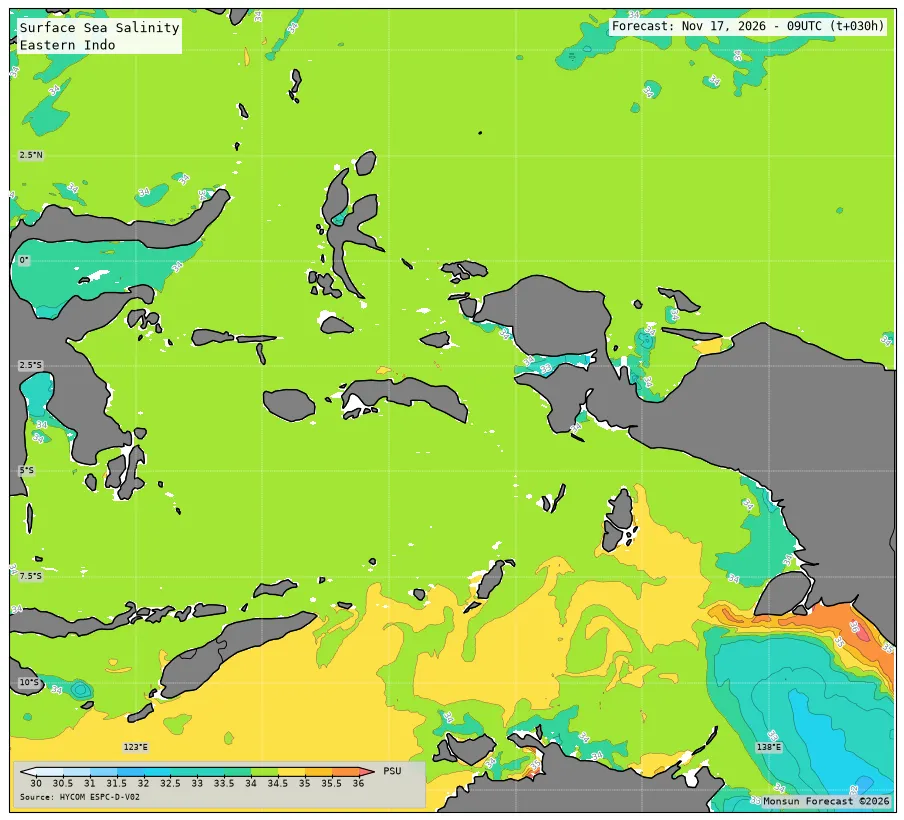 Surface Sea Salinity
Eastern Indo
Forecast: Nov 17, 2026 - 09UTC (t+030h)
2.5°N
0°
2.5°S
5°S
7.5°S
10°S
123°E
138°E
30 30.5 31 31.5 32 32.5 33 33.5 34 34.5 35 35.5 36 PSU
Source: HYCOM ESPC-D-V02
Monsun Forecast ©2026